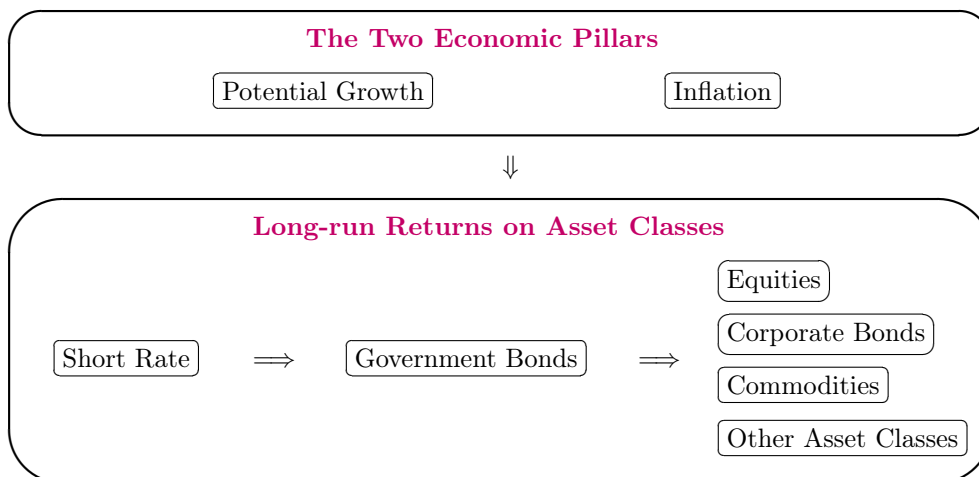 The Two Economic Pillars
Potential Growth Inflation
⇓
Long-run Returns on Asset Classes
Equities
Corporate Bonds
Short Rate ⟹ Government Bonds ⟹
Commodities
Other Asset Classes